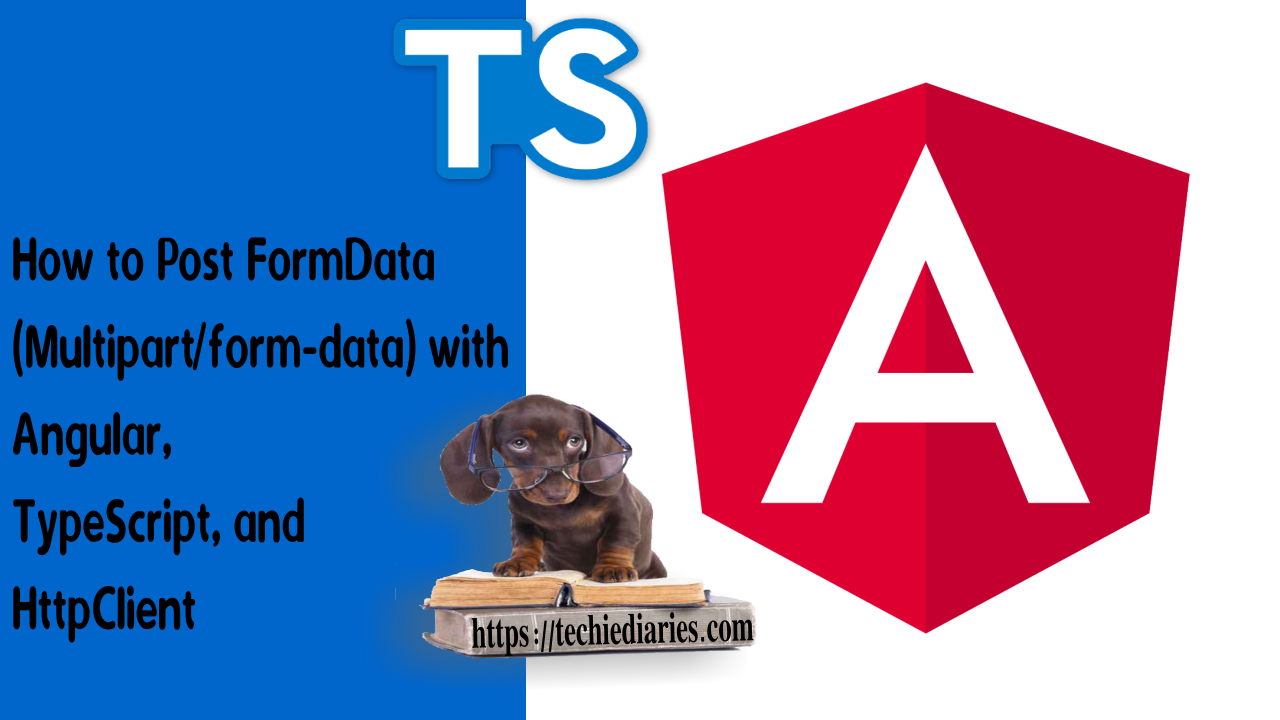 TS
How to Post FormData
(Multipart/form-data) with
Angular,
TypeScript, and
HttpClient
https://techiediaries.com
A